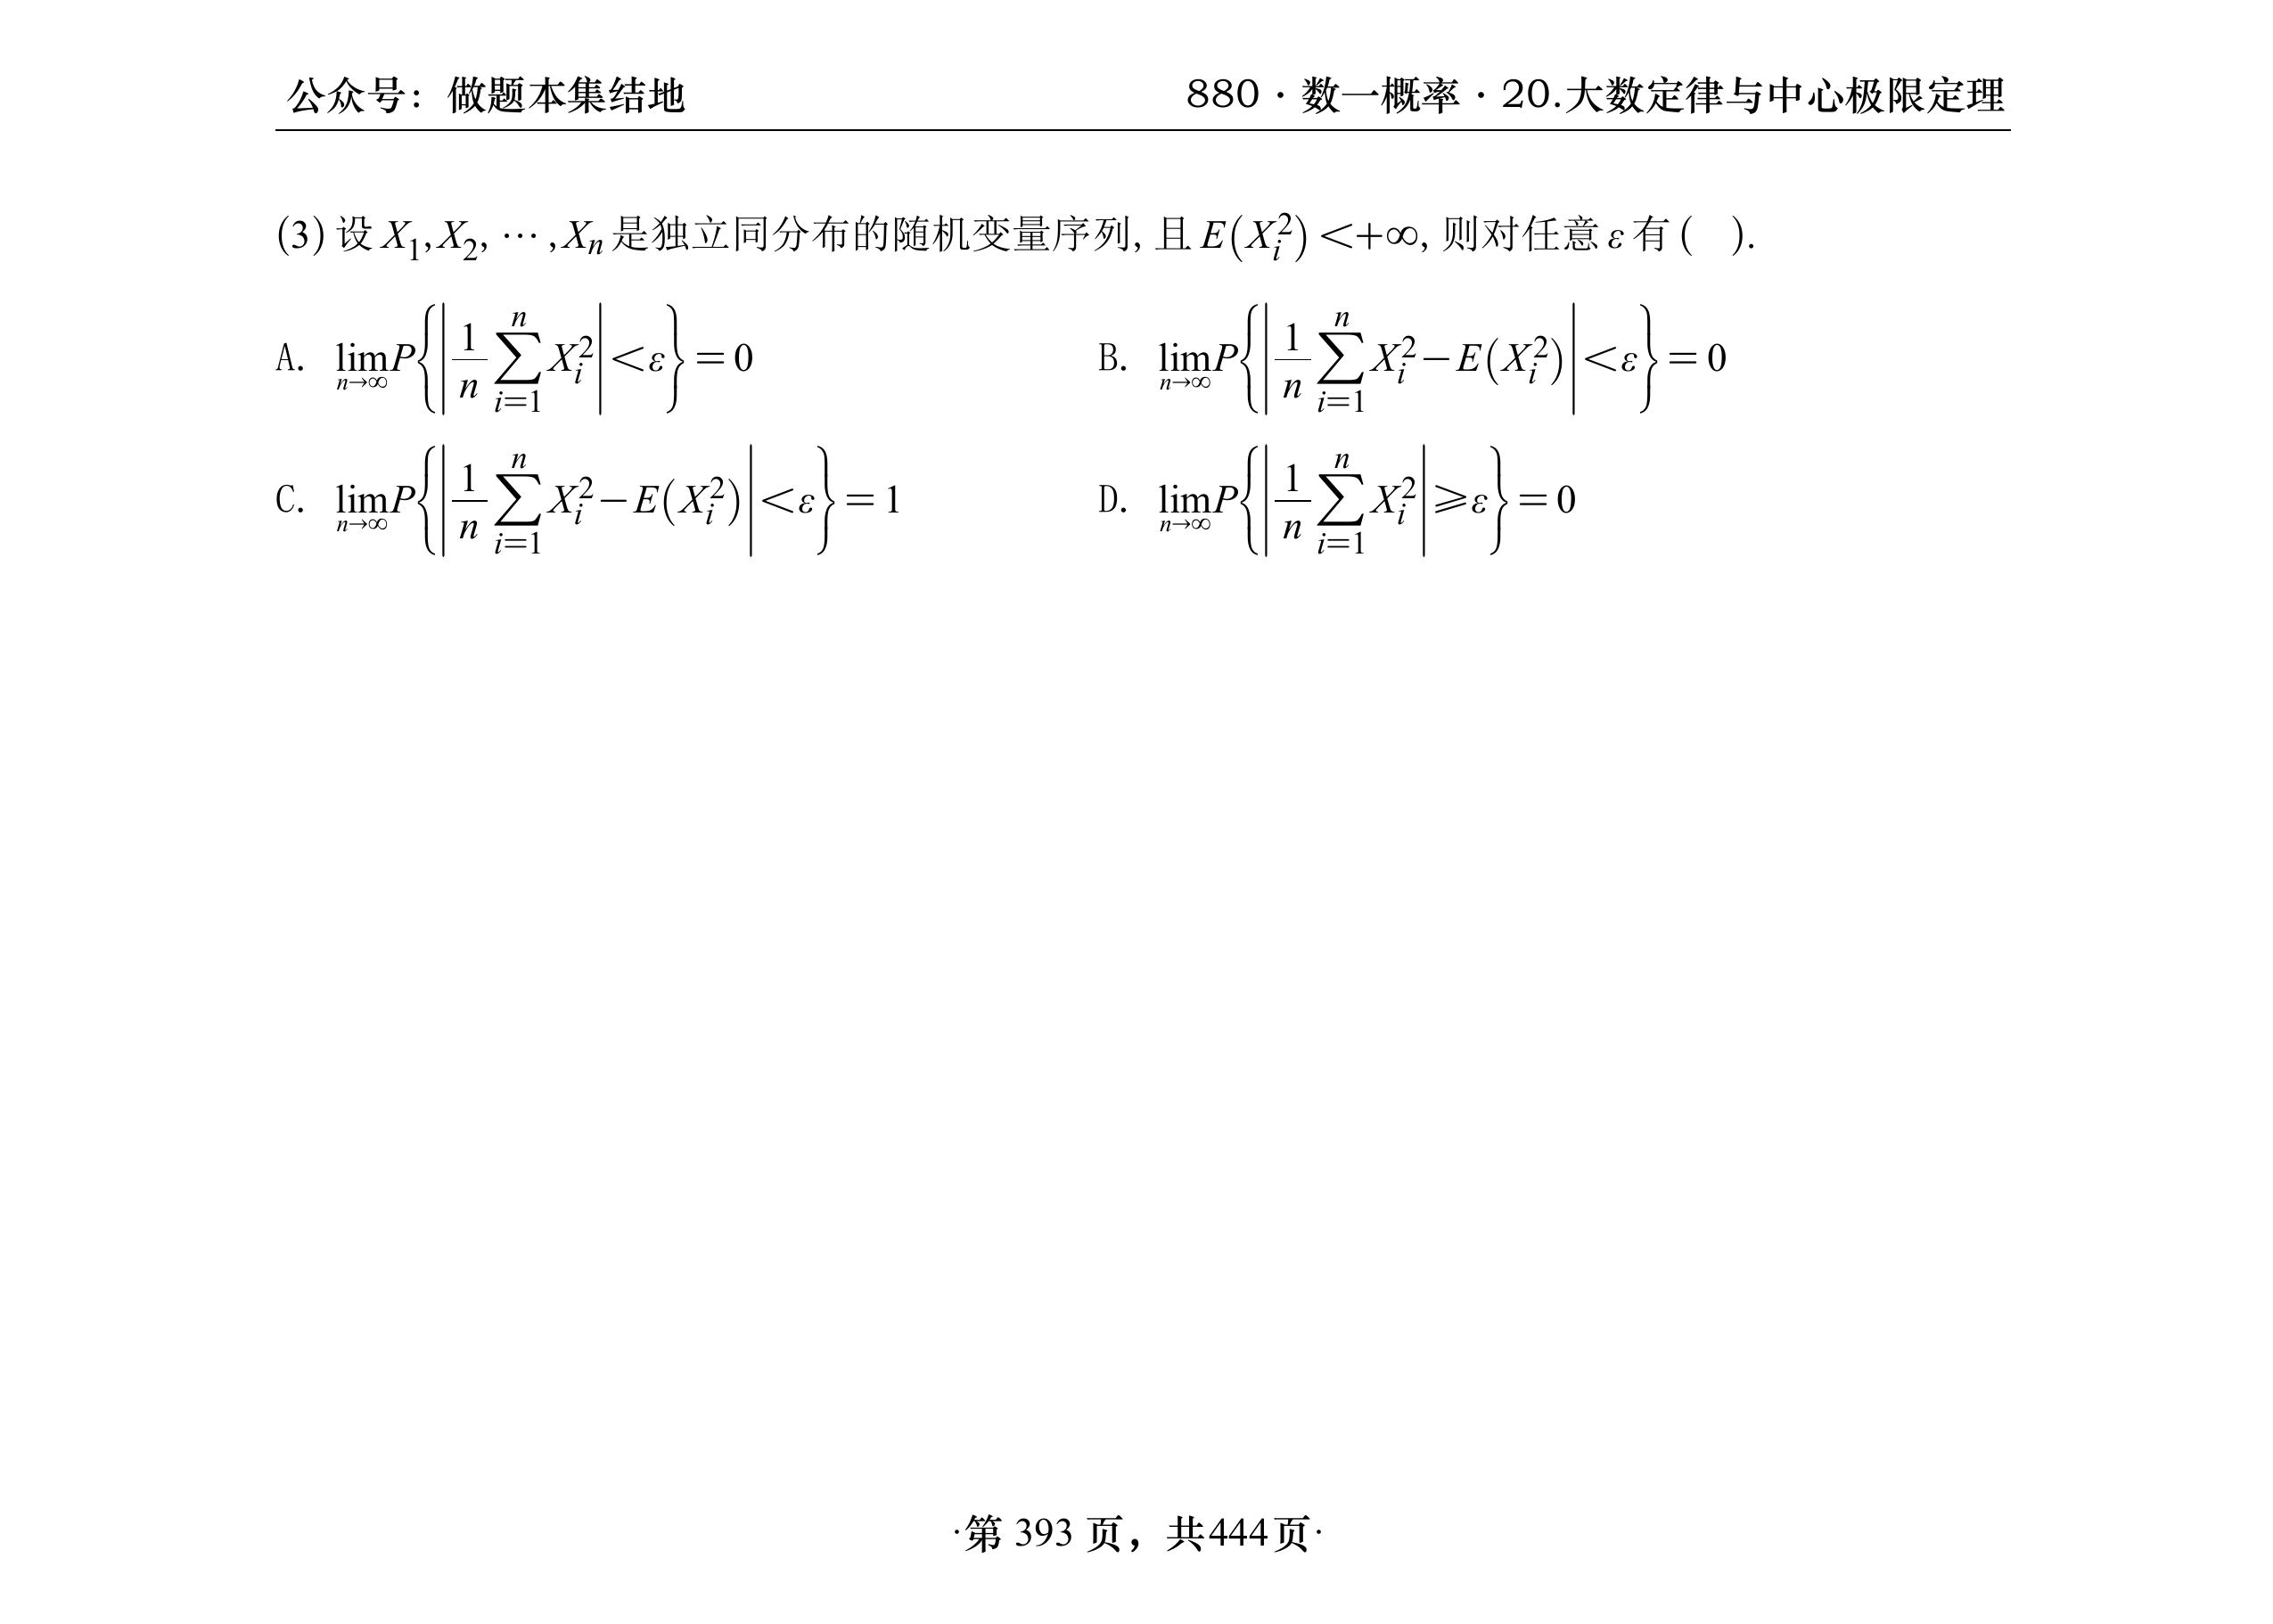 公众号：做题本集结地
880·数一概率·20.大数定律与中心极限定理
(3) 设 $X_1, X_2, \cdots, X_n$ 是独立同分布的随机变量序列, 且 $E(X_i^2) < +\infty$, 则对任意 $\varepsilon$ 有 (   ).
A. $\lim\limits_{n\to\infty} P\left\{\left|\frac{1}{n}\sum\limits_{i=1}^{n} X_i^2\right| < \varepsilon\right\} = 0$
B. $\lim\limits_{n\to\infty} P\left\{\left|\frac{1}{n}\sum\limits_{i=1}^{n} X_i^2 - E(X_i^2)\right| < \varepsilon\right\} = 0$
C. $\lim\limits_{n\to\infty} P\left\{\left|\frac{1}{n}\sum\limits_{i=1}^{n} X_i^2 - E(X_i^2)\right| < \varepsilon\right\} = 1$
D. $\lim\limits_{n\to\infty} P\left\{\left|\frac{1}{n}\sum\limits_{i=1}^{n} X_i^2\right| \geqslant \varepsilon\right\} = 0$
·第 393 页，共444页·